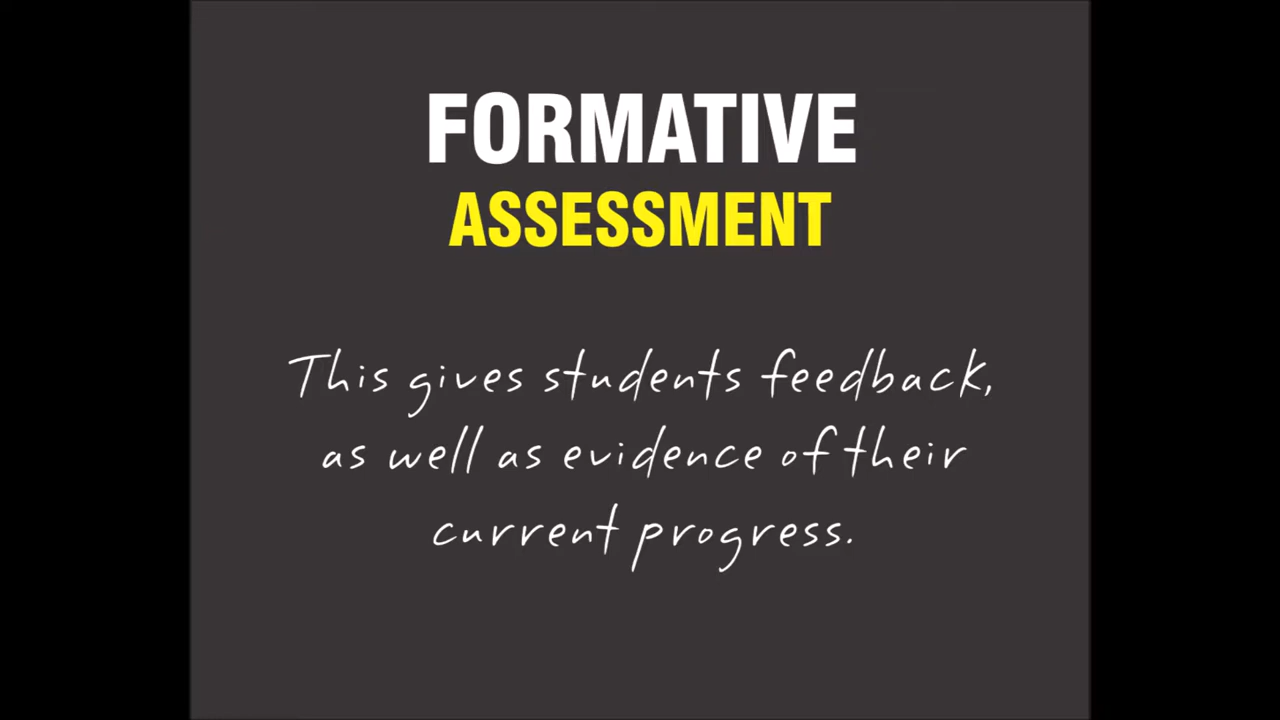 FORMATIVE
ASSESSMENT
This gives students feedback,
as well as evidence of their
current progress.